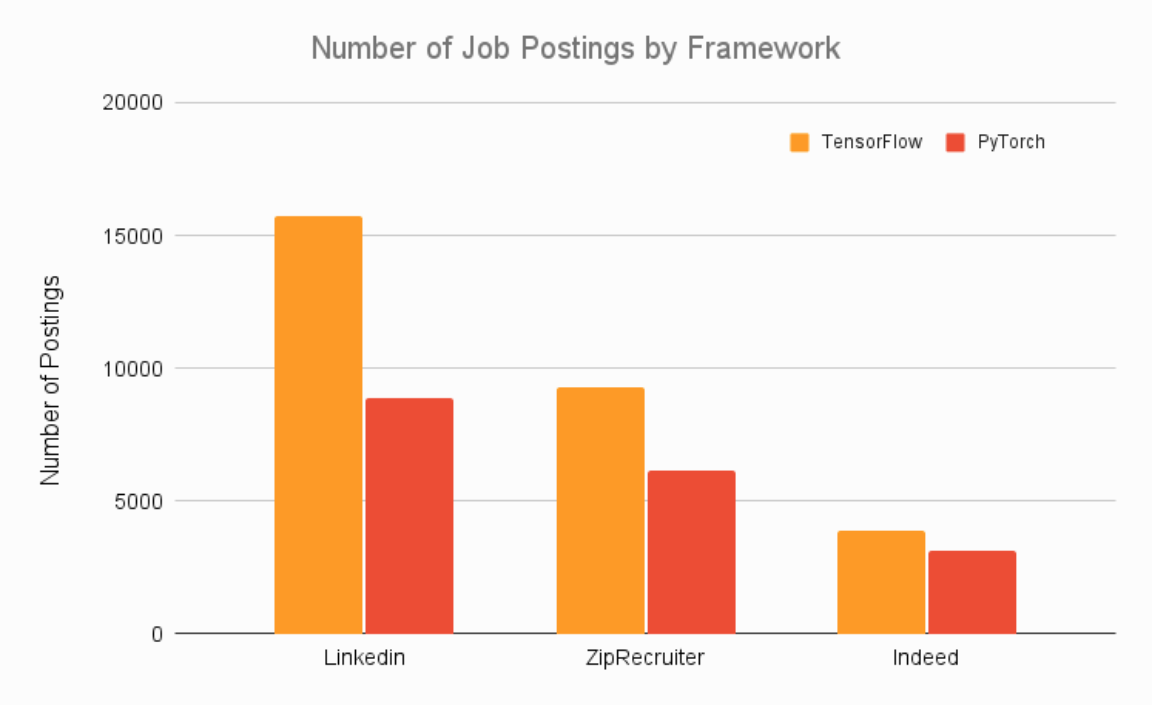 Number of Job Postings by Framework
20000
TensorFlow PyTorch
15000
10000
5000
0
Number of Postings
Linkedin ZipRecruiter Indeed